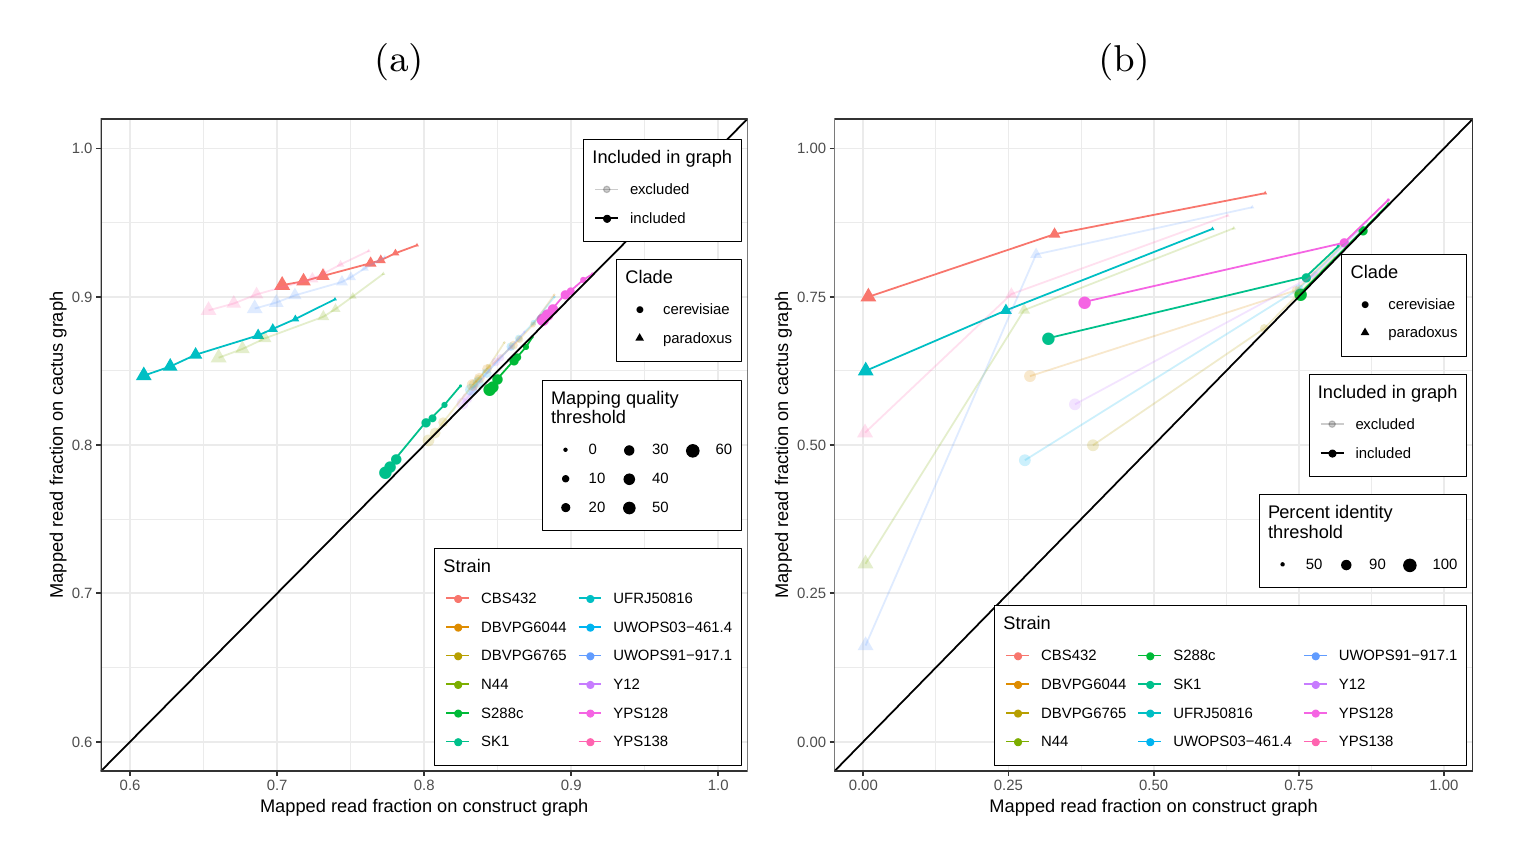 (a)
Mapped read fraction on cactus graph
1.0
0.9
0.8
0.7
0.6
0.6
0.7
0.8
0.9
1.0
Mapped read fraction on construct graph
Included in graph
excluded
included
Clade
cerevisiae
paradoxus
Mapping quality
threshold
0 30 60
10 40
20 50
Strain
CBS432 UFRJ50816
DBVPG6044 UWOPS03−461.4
DBVPG6765 UWOPS91−917.1
N44 Y12
S288c YPS128
SK1 YPS138
(b)
Mapped read fraction on cactus graph
1.00
0.75
0.50
0.25
0.00
0.00
0.25
0.50
0.75
1.00
Mapped read fraction on construct graph
Clade
cerevisiae
paradoxus
Included in graph
excluded
included
Percent identity
threshold
50 90 100
Strain
CBS432 S288c UWOPS91−917.1
DBVPG6044 SK1 Y12
DBVPG6765 UFRJ50816 YPS128
N44 UWOPS03−461.4 YPS138